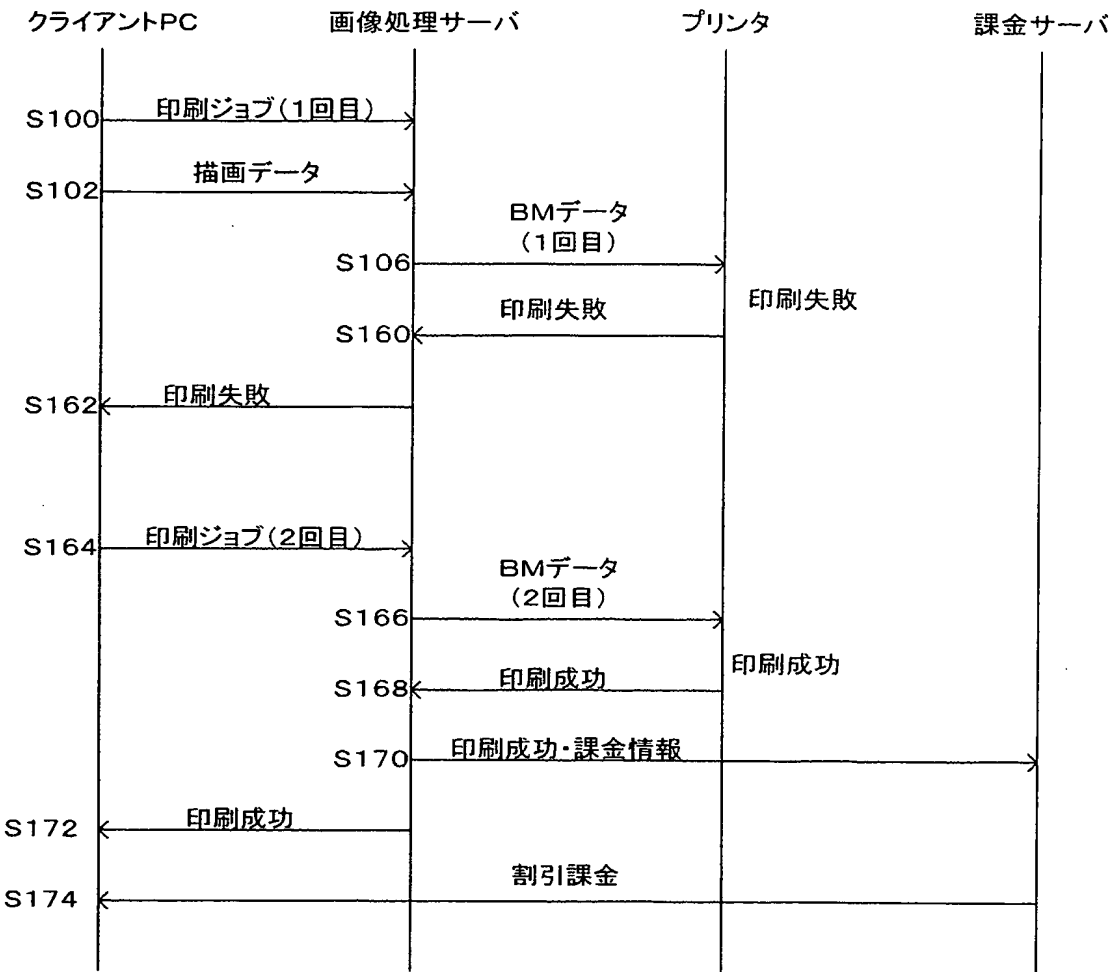 クライアントPC
画像処理サーバ
プリンタ
課金サーバ
S100
印刷ジョブ(1回目)
S102
描画データ
BMデータ
(1回目)
S106
印刷失敗
印刷失敗
S160
印刷失敗
S162
印刷ジョブ(2回目)
S164
BMデータ
(2回目)
S166
印刷成功
印刷成功
S168
印刷成功・課金情報
S170
印刷成功
S172
割引課金
S174